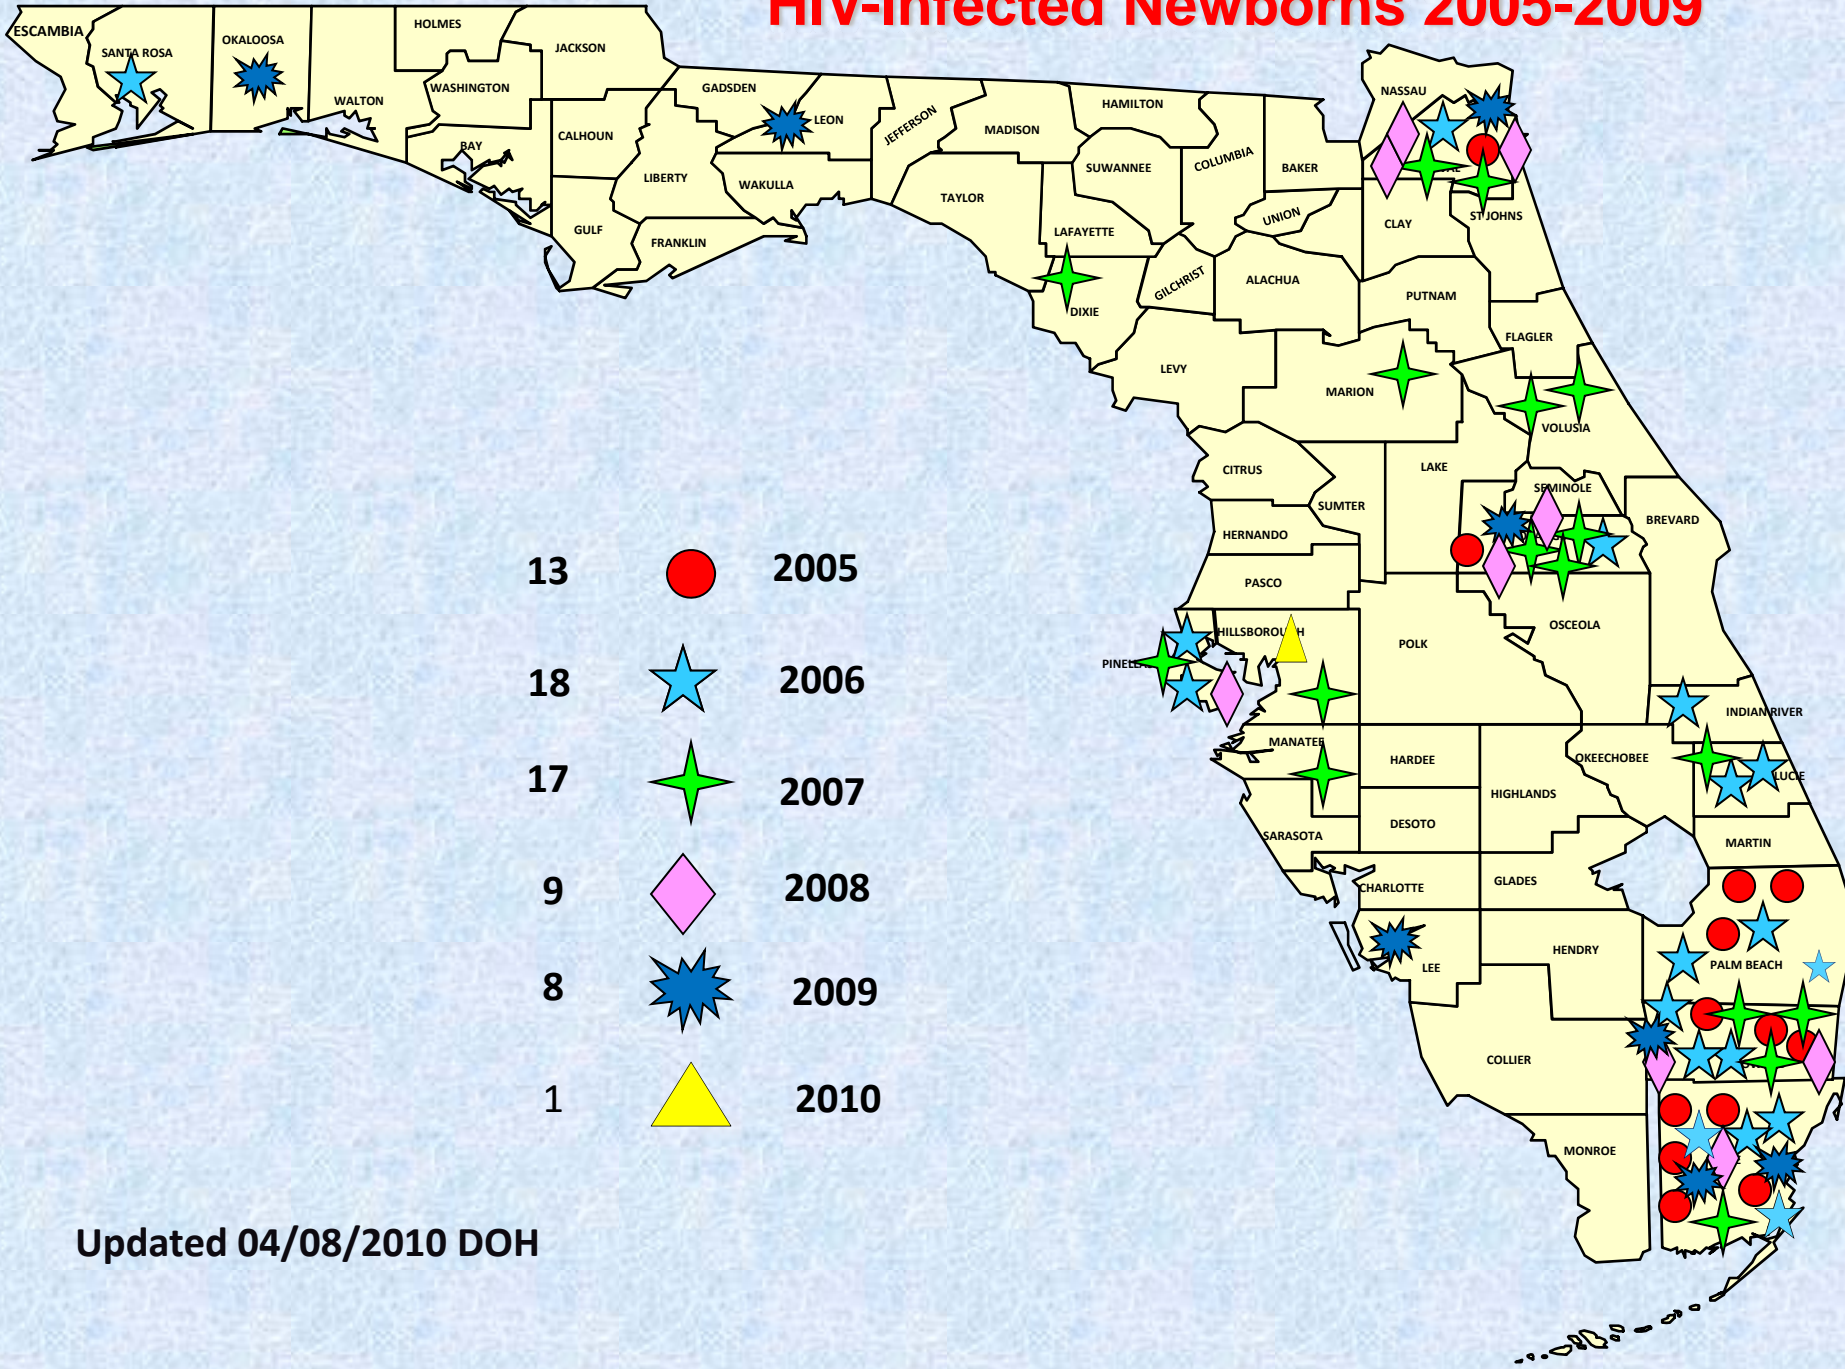 HIV-Infected Newborns 2005-2009
ESCAMBIA
SANTA ROSA
OKALOOSA
HOLMES
JACKSON
WALTON
WASHINGTON
BAY
CALHOUN
GULF
GADSDEN
LIBERTY
FRANKLIN
LEON
WAKULLA
JEFFERSON
MADISON
TAYLOR
HAMILTON
SUWANNEE
LAFAYETTE
DIXIE
COLUMBIA
GILCHRIST
BAKER
UNION
ALACHUA
LEVY
NASSAU
CLAY
ST JOHNS
PUTNAM
FLAGLER
MARION
VOLUSIA
CITRUS
LAKE
SUMTER
SEMINOLE
BREVARD
HERNANDO
PASCO
HILLSBOROUGH
POLK
OSCEOLA
INDIAN RIVER
MANATEE
HARDEE
OKEECHOBEE
LUCIE
HIGHLANDS
SARASOTA
DESOTO
MARTIN
CHARLOTTE
GLADES
LEE
HENDRY
PALM BEACH
COLLIER
MONROE
13 2005
18 2006
17 2007
9 2008
8 2009
1 2010
Updated 04/08/2010 DOH